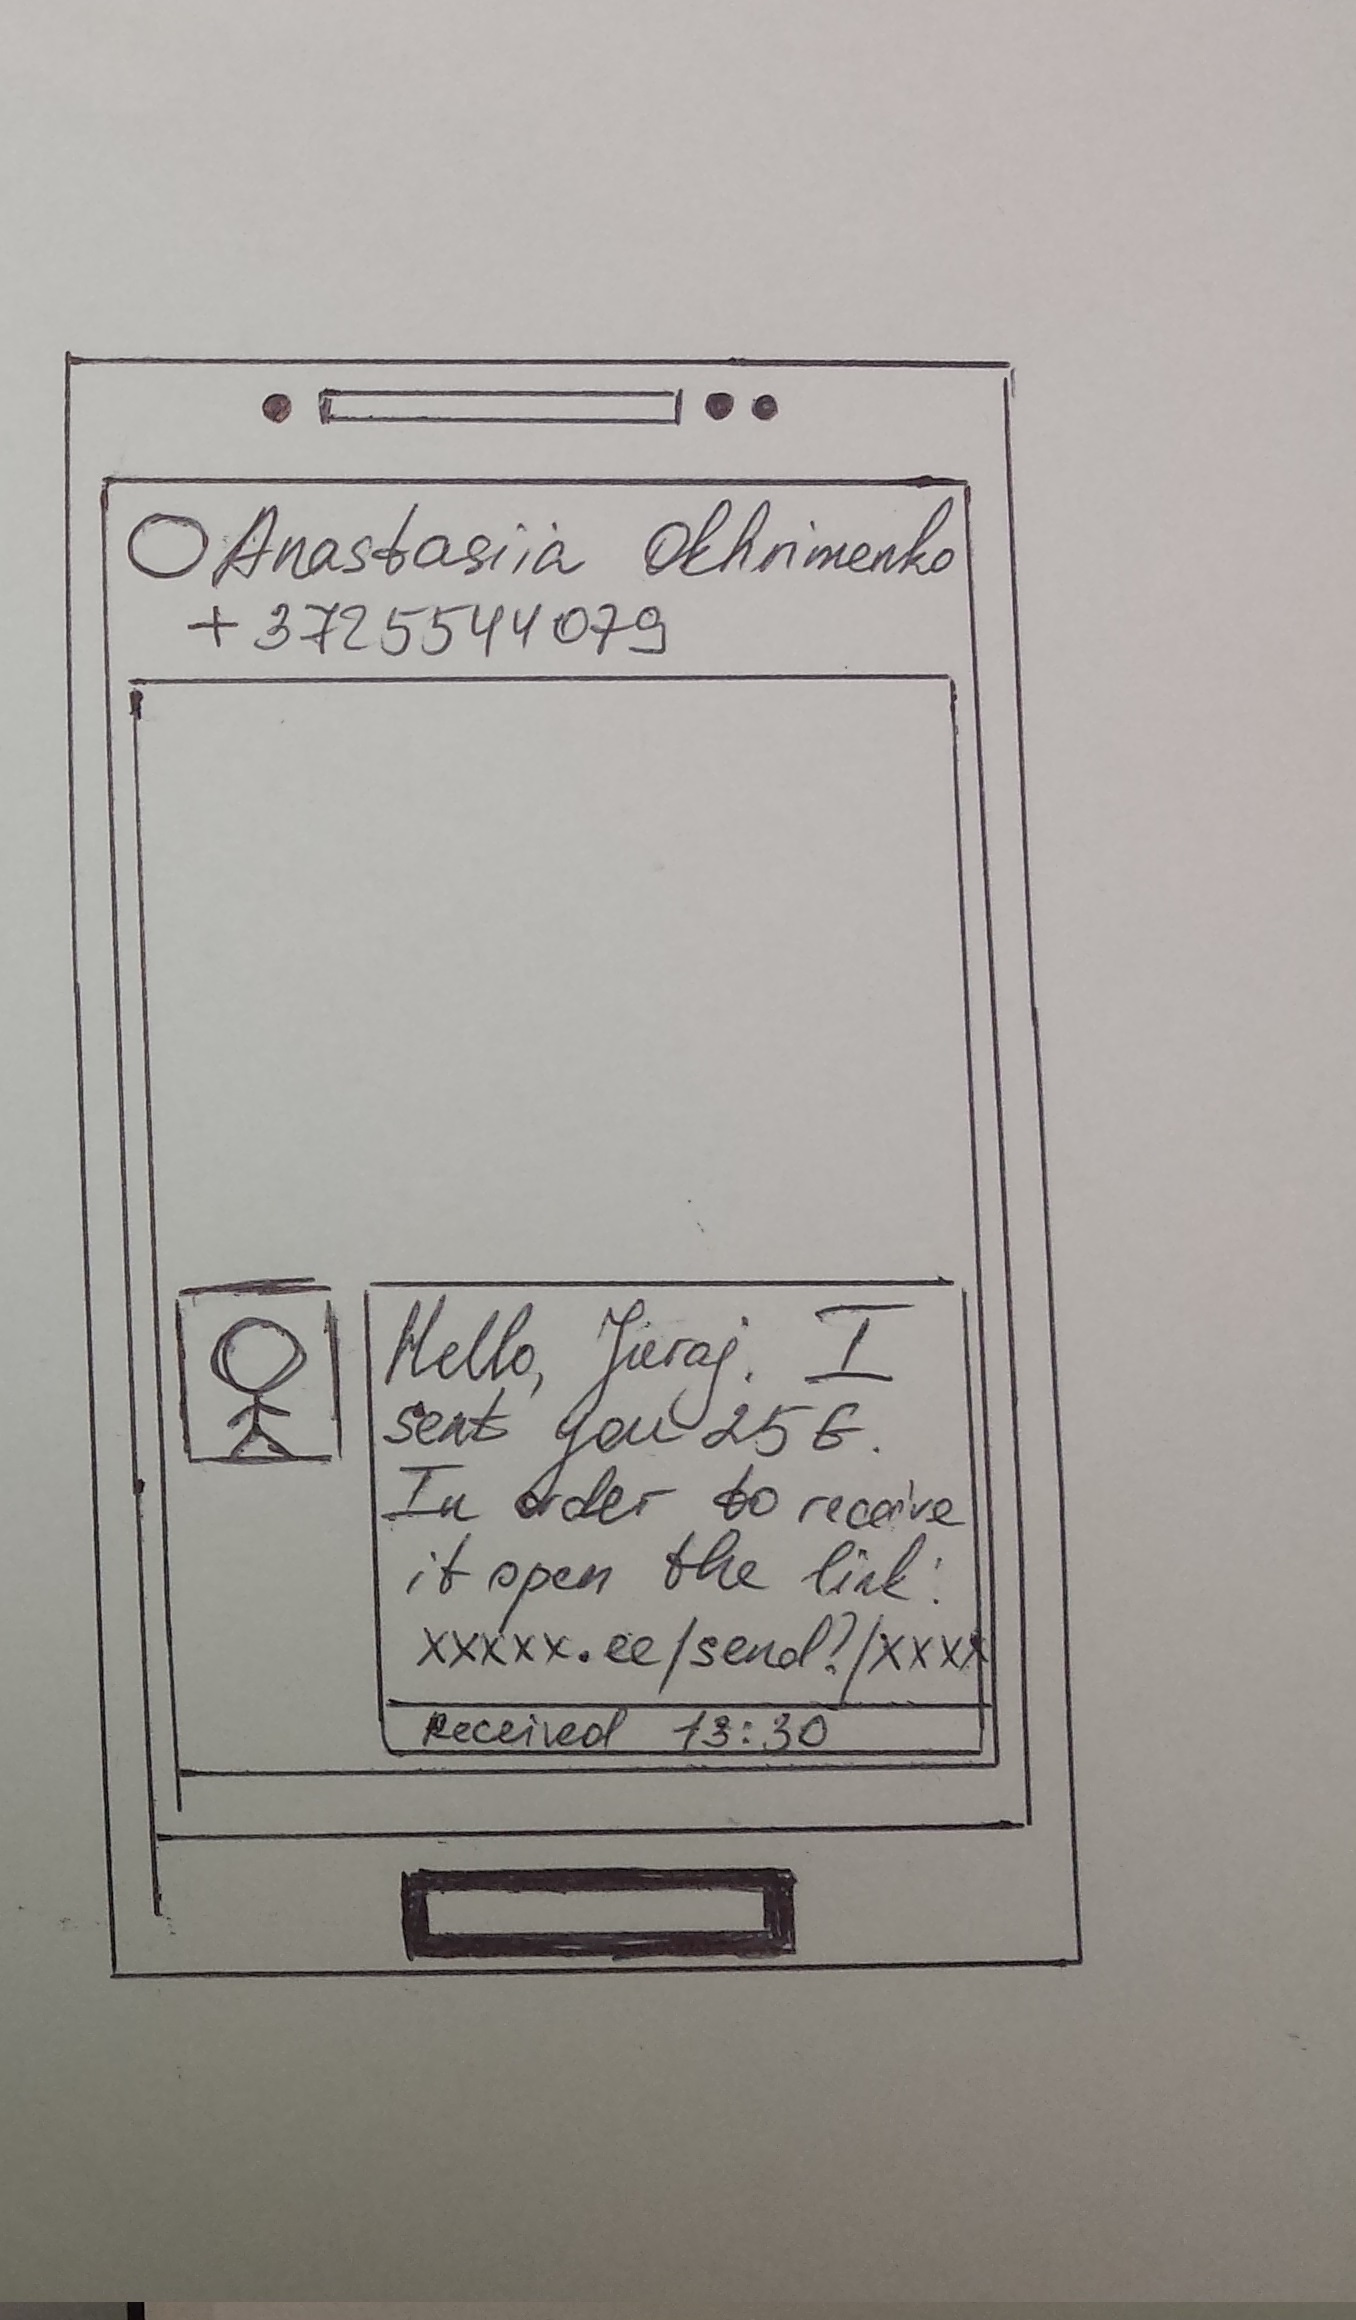 Anastasiia Okhrimenko
+3725544079
Hello, Juraj. I
sent you 25 €.
In order to receive
it open the link:
xxxxx.ee/send?/xxxx
Received 13:30